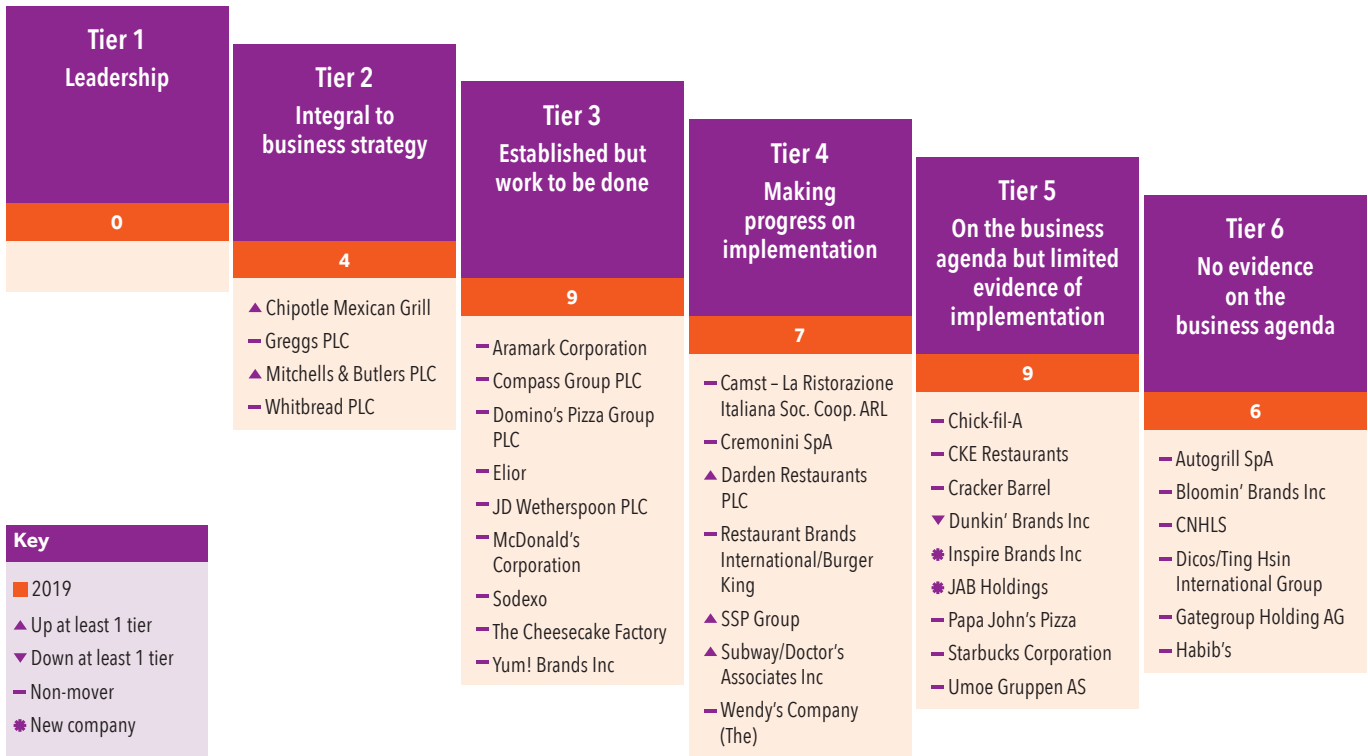 Tier 1
Leadership
0
Tier 2
Integral to
business strategy
4
Chipotle Mexican Grill
Greggs PLC
Mitchells & Butlers PLC
Whitbread PLC
Tier 3
Established but
work to be done
9
Aramark Corporation
Compass Group PLC
Domino's Pizza Group
PLC
Elior
JD Wetherspoon PLC
McDonald's
Corporation
Sodexo
The Cheesecake Factory
Yum! Brands Inc
Tier 4
Making
progress on
implementation
7
Camst – La Ristorazione
Italiana Soc. Coop. ARL
Cremonini SpA
Darden Restaurants
PLC
Restaurant Brands
International/Burger
King
SSP Group
Subway/Doctor's
Associates Inc
Wendy's Company
(The)
Tier 5
On the business
agenda but limited
evidence of
implementation
9
Chick-fil-A
CKE Restaurants
Cracker Barrel
Dunkin' Brands Inc
Inspire Brands Inc
JAB Holdings
Papa John's Pizza
Starbucks Corporation
Umoe Gruppen AS
Tier 6
No evidence
on the
business agenda
6
Autogrill SpA
Bloomin' Brands Inc
CNHLS
Dicos/Ting Hsin
International Group
Gategroup Holding AG
Habib's
Key
2019
Up at least 1 tier
Down at least 1 tier
Non-mover
New company